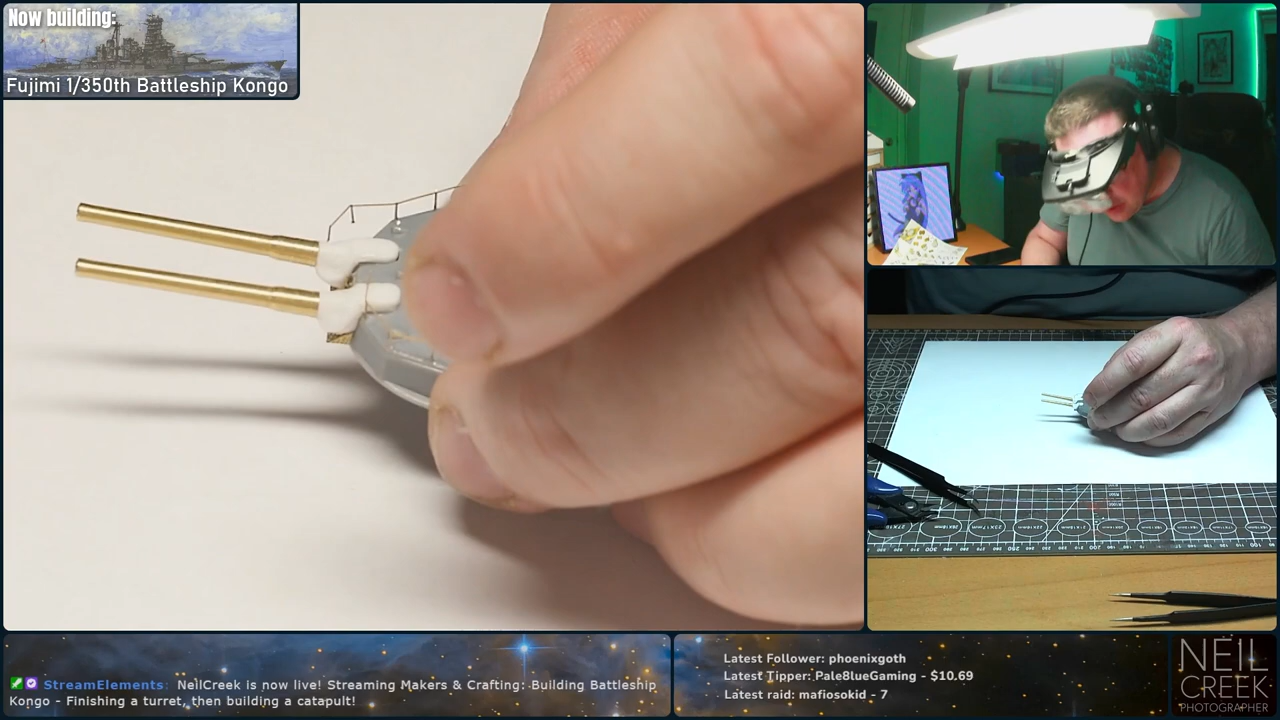 Now building:
Fujimi 1/350th Battleship Kongo
StreamElements: NeilCreek is now live! Streaming Makers & Crafting: Building Battleship
Kongo - Finishing a turret, then building a catapult!
Latest Follower: phoenixgoth
Latest Tipper: Pale8lueGaming - $10.69
Latest raid: mafiosokid - 7
NEIL
CREEK
PHOTOGRAPHER